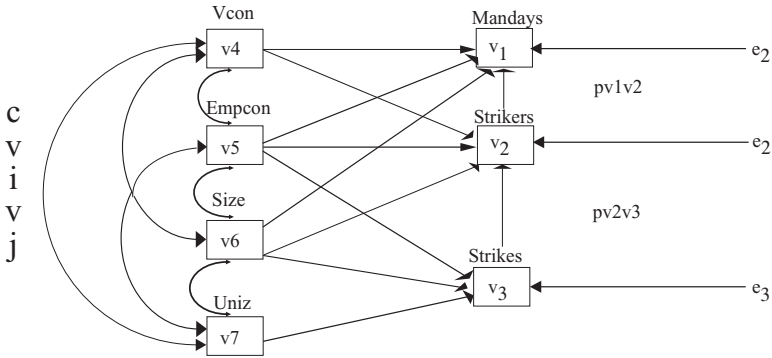 Vcon
Mandays
v4
v1
e2
pv1v2
Empcon
Strikers
v5
v2
e2
c
v
i
v
j
Size
v6
pv2v3
Strikes
v3
e3
Uniz
v7